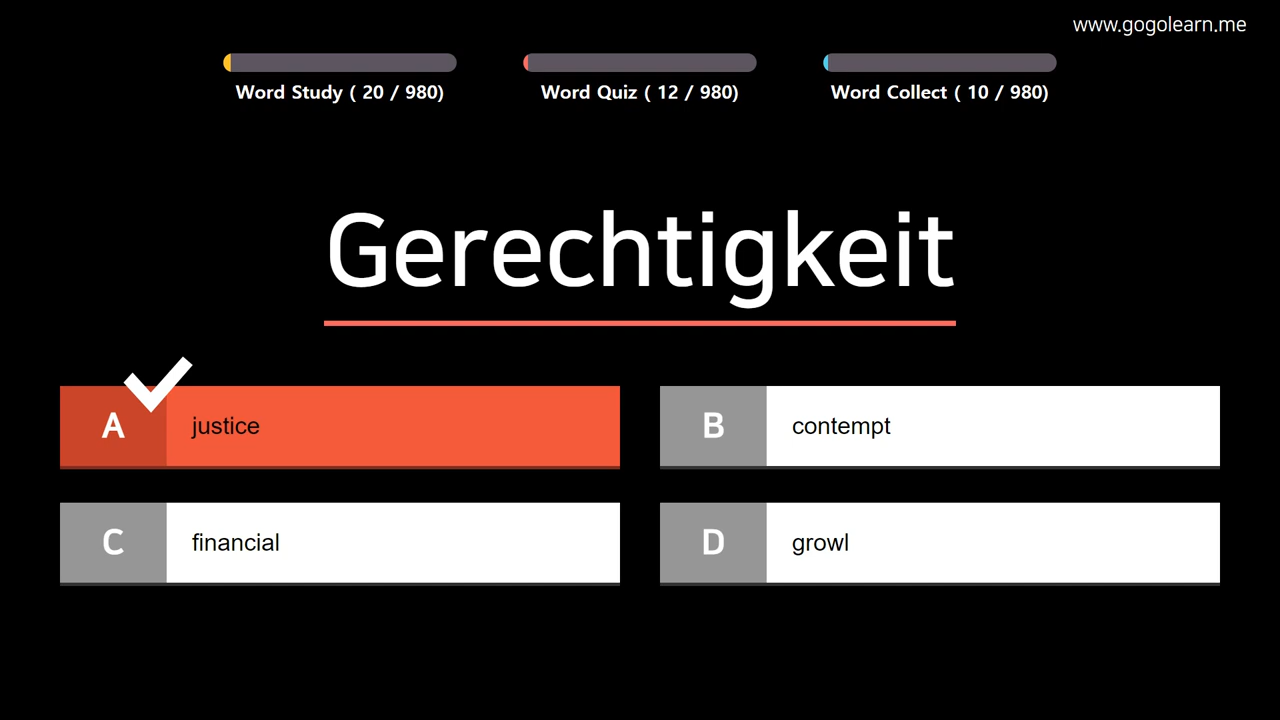 www.gogolearn.me
Word Study ( 20 / 980)
Word Quiz ( 12 / 980)
Word Collect ( 10 / 980)
Gerechtigkeit
A justice
B contempt
C financial
D growl